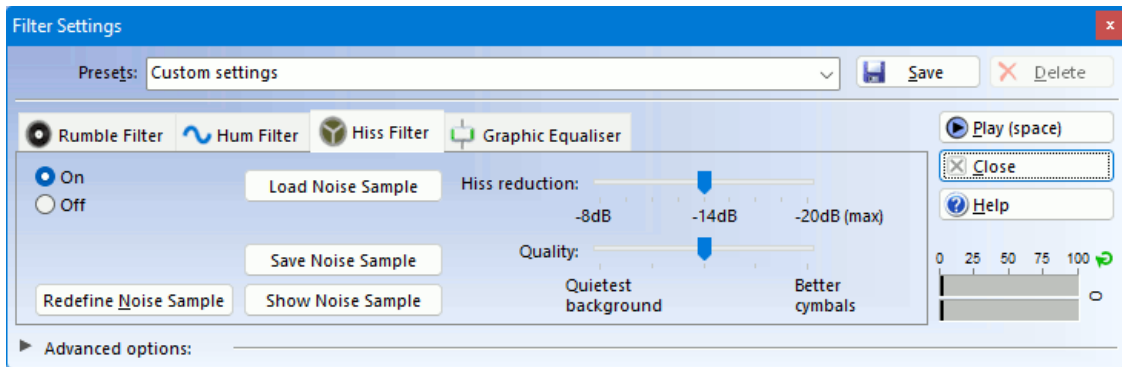 Filter Settings
x
Presets: Custom settings
Save
Delete
Rumble Filter
Hum Filter
Hiss Filter
Graphic Equaliser
Play (space)
Close
Help
On
Off
Load Noise Sample
Save Noise Sample
Redefine Noise Sample
Show Noise Sample
Hiss reduction:
-8dB -14dB -20dB (max)
Quality:
Quietest
background
Better
cymbals
0 25 50 75 100
0
Advanced options: